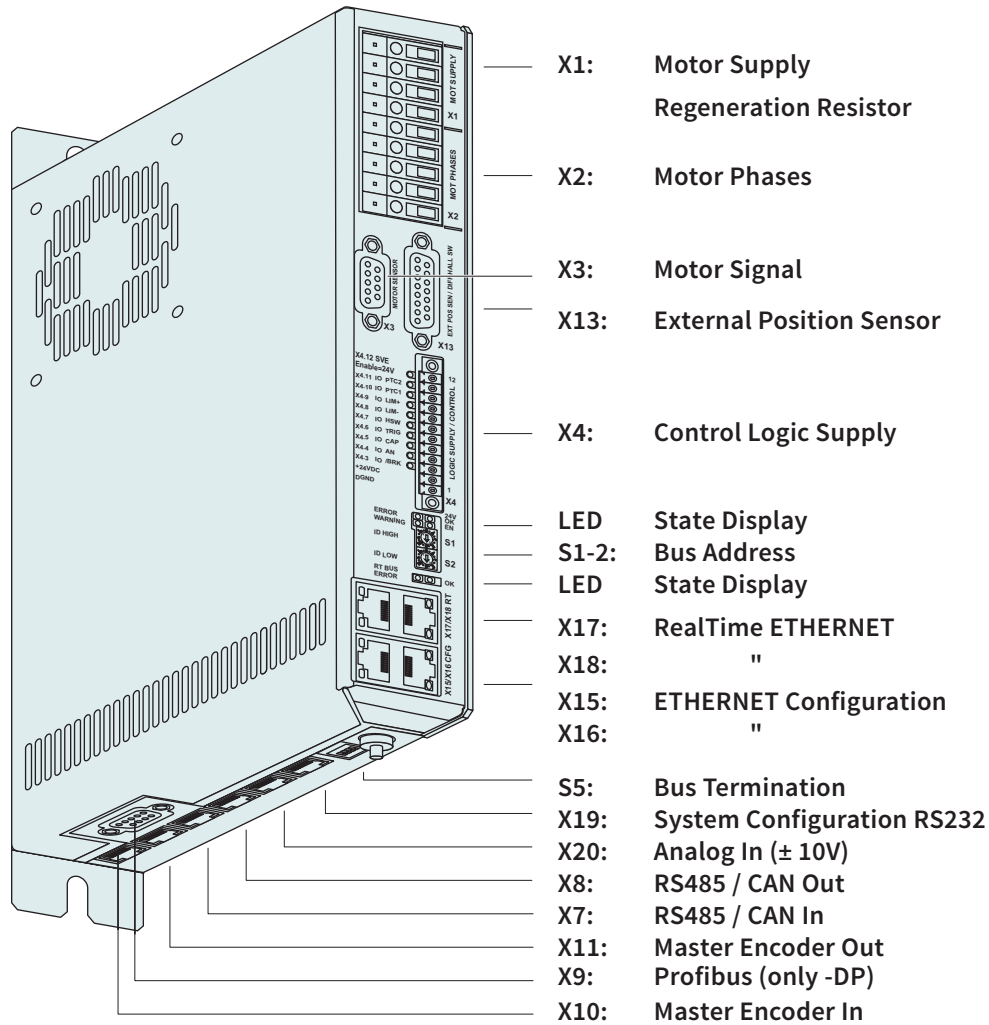 MOT SUPPLY
X1
MOT PHASES
X2
MOTOR SENSOR
X3
EXT POS SEN / DIFF HALL SW
X13
X4.12 SVE
Enable=24V
X4.11 IO PTC2
X4-10 IO PTC1
X4-9 IO LIM+
X4.8 IO LIM-
X4.7 IO HSW
X4.6 IO TRIG
X4.5 IO CAP
X4-4 IO AN
X4-3 IO /BRK
+24VDC
DGND
12
LOGIC SUPPLY / CONTROL
1
X4
ERROR
WARNING
24V
OK
EN
ID HIGH
S1
ID LOW
S2
RT BUS
ERROR
OK
X17/X18 RT
X15/X16 CFG
X1: Motor Supply
Regeneration Resistor
X2: Motor Phases
X3: Motor Signal
X13: External Position Sensor
X4: Control Logic Supply
LED State Display
S1-2: Bus Address
LED State Display
X17: RealTime ETHERNET
X18: "
X15: ETHERNET Configuration
X16: "
S5: Bus Termination
X19: System Configuration RS232
X20: Analog In (± 10V)
X8: RS485 / CAN Out
X7: RS485 / CAN In
X11: Master Encoder Out
X9: Profibus (only -DP)
X10: Master Encoder In